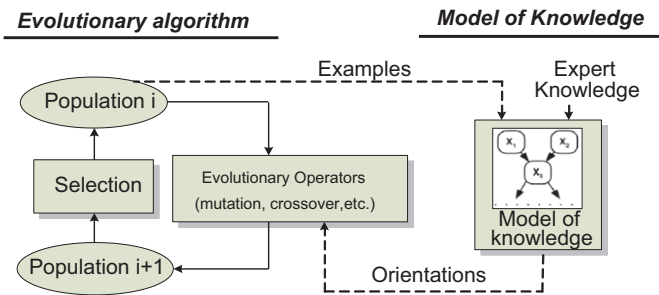 Evolutionary algorithm
Model of Knowledge
Examples
Expert
Knowledge
Population i
X1
X2
X3
Selection
Evolutionary Operators
(mutation, crossover,etc.)
Model of
knowledge
Population i+1
Orientations